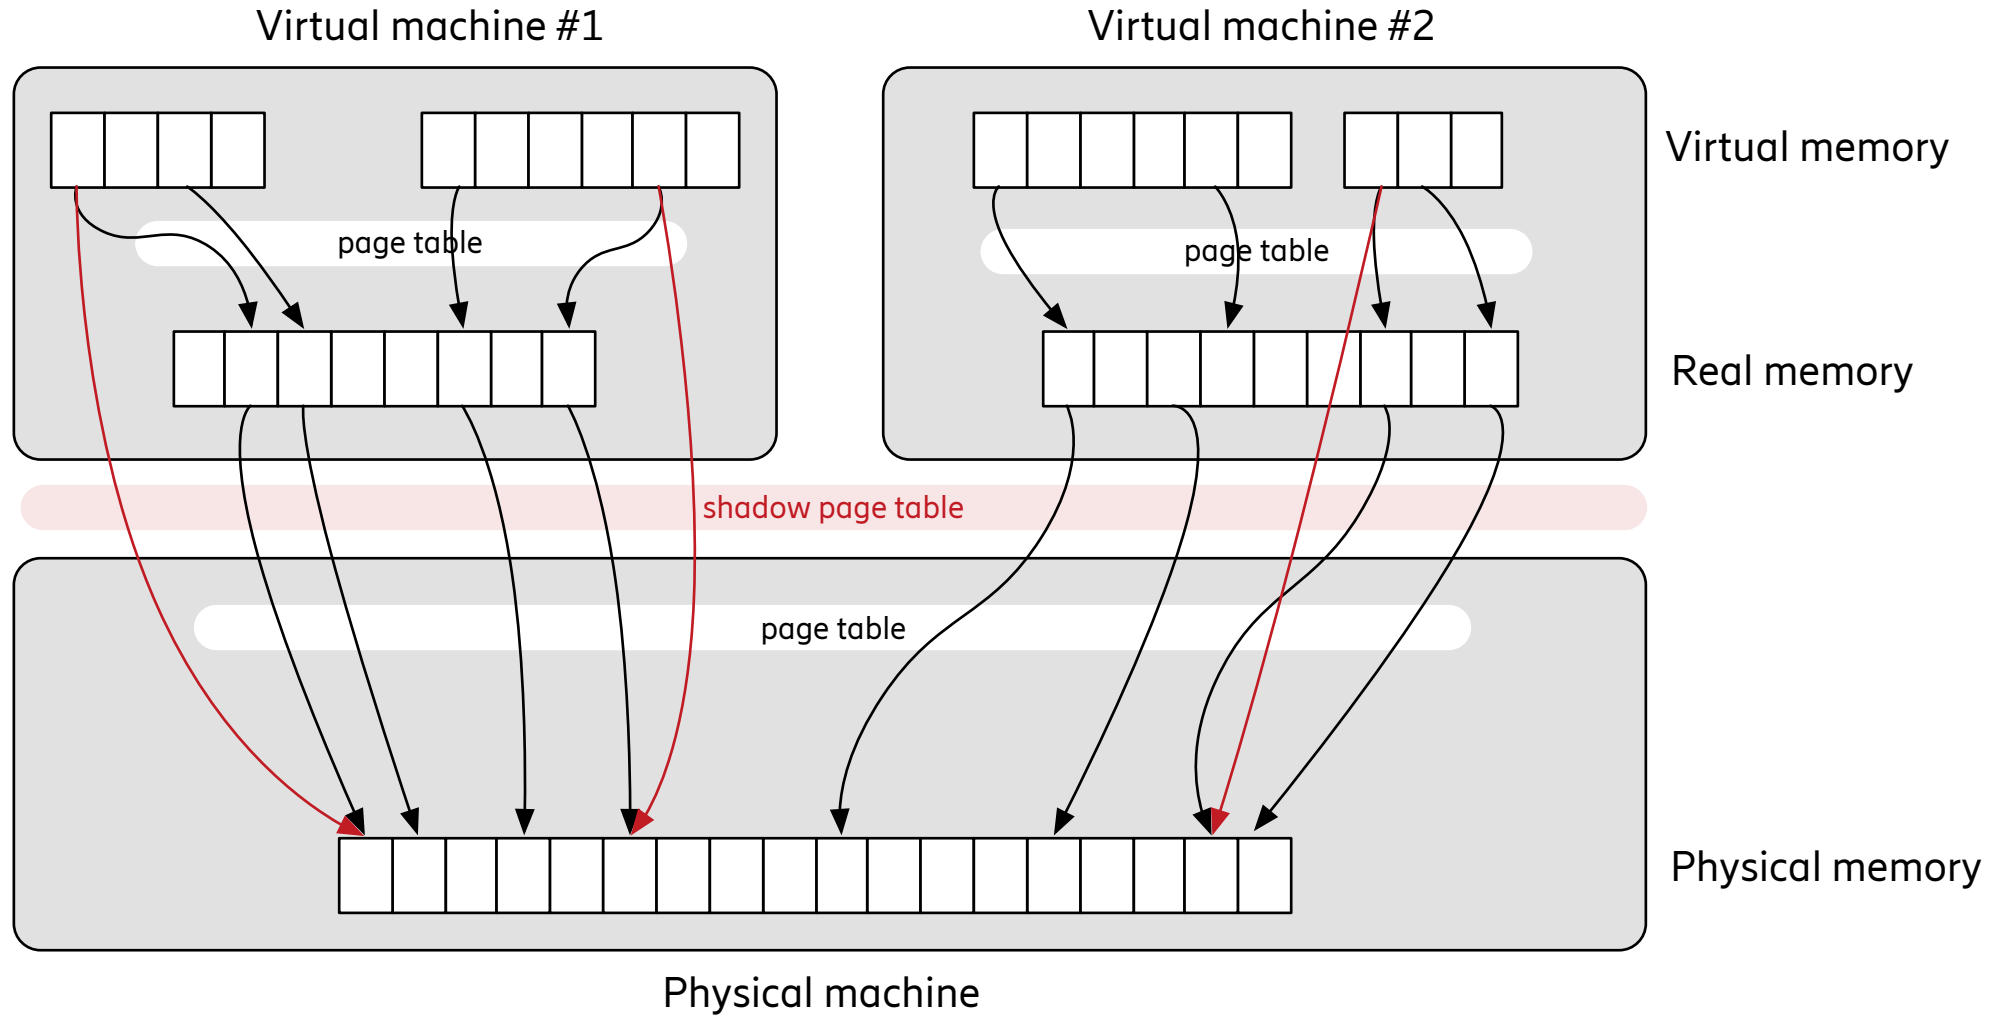 Virtual machine #1
Virtual machine #2
Virtual memory
page table
page table
Real memory
shadow page table
page table
Physical memory
Physical machine